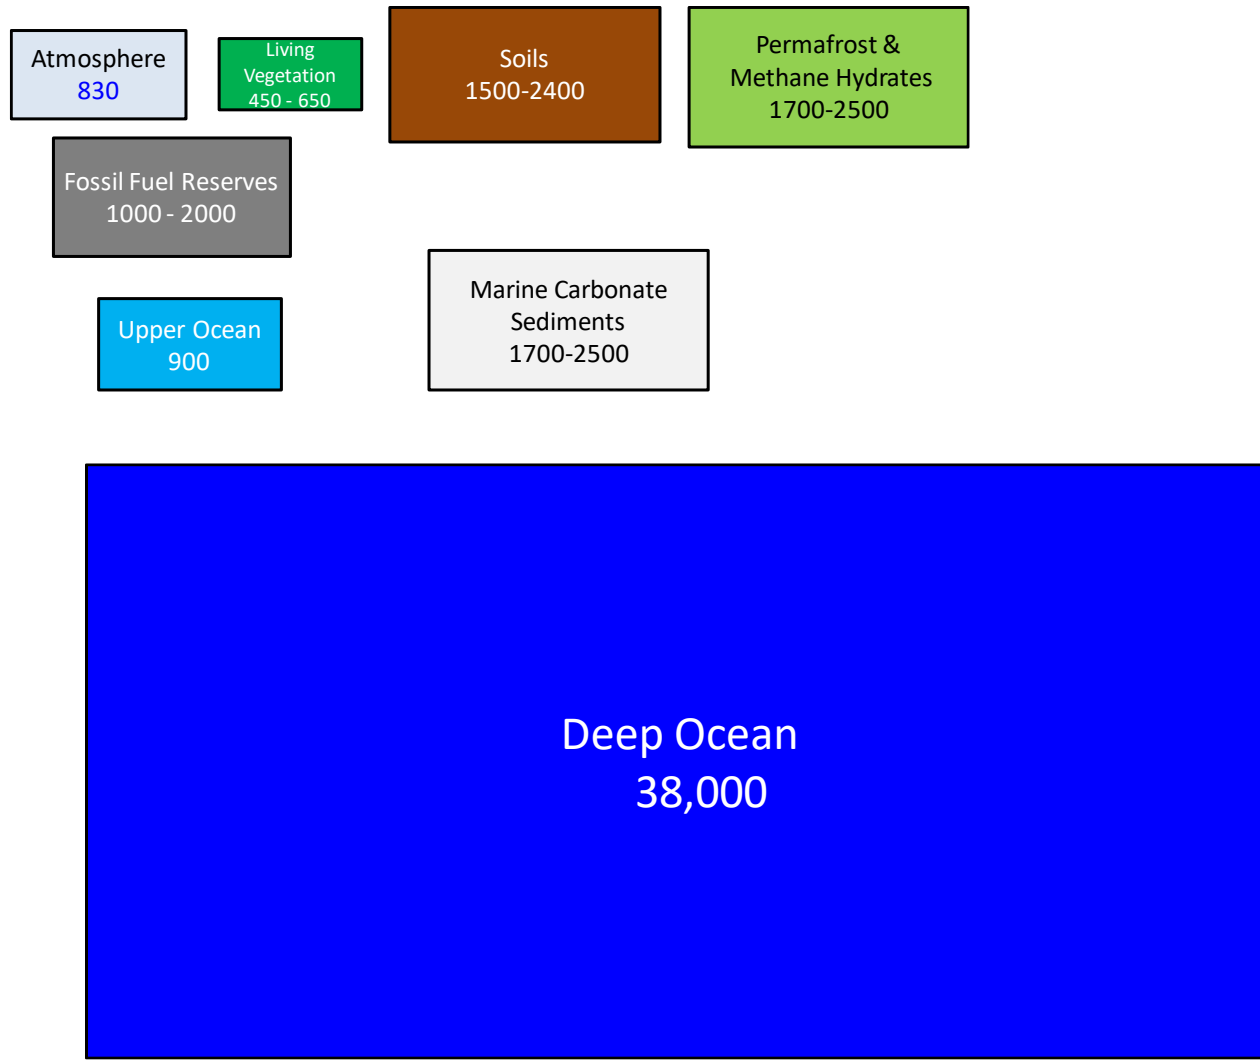 Atmosphere
830
Living
Vegetation
450 - 650
Soils
1500-2400
Permafrost &
Methane Hydrates
1700-2500
Fossil Fuel Reserves
1000 - 2000
Upper Ocean
900
Marine Carbonate
Sediments
1700-2500
Deep Ocean
38,000